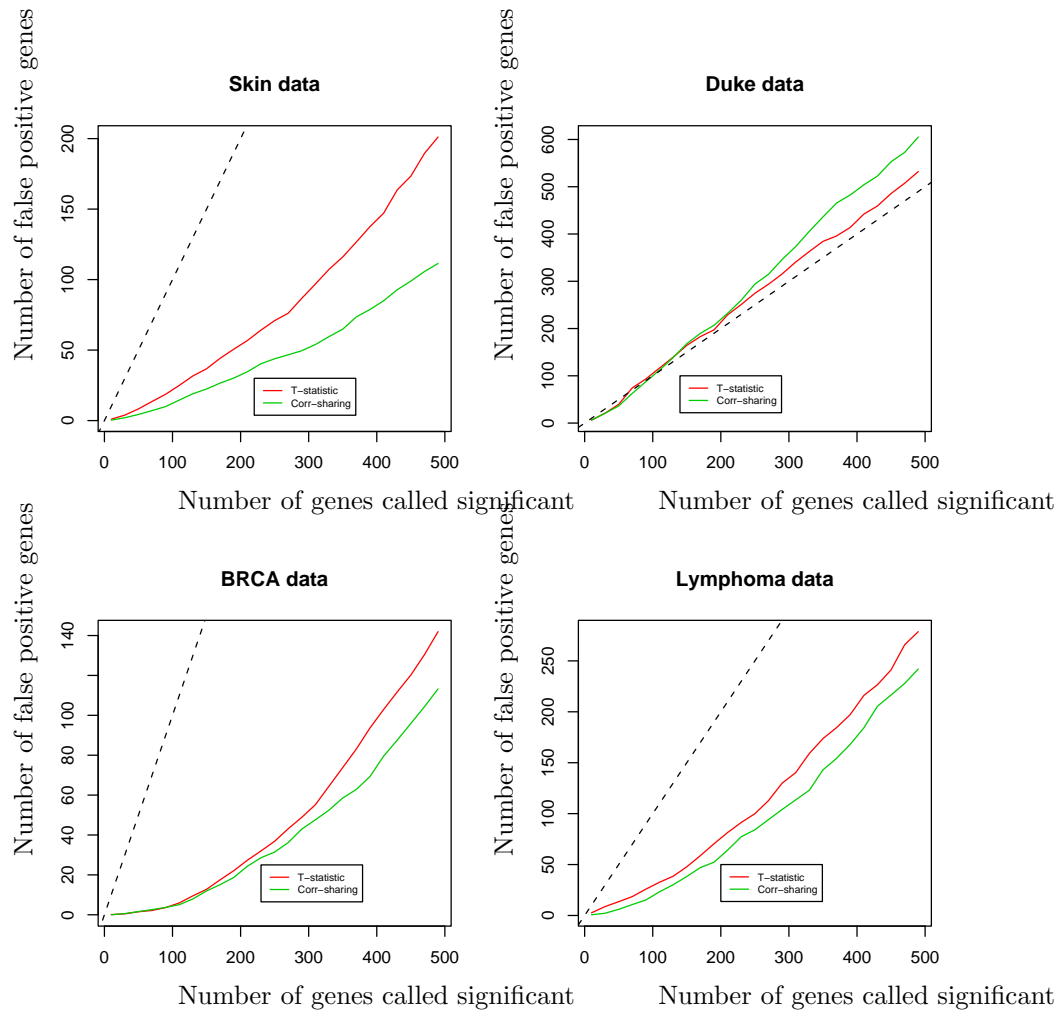 Skin data
Number of false positive genes
200
150
100
50
0
0 100 200 300 400 500
Number of genes called significant
T-statistic
Corr-sharing
Duke data
Number of false positive genes
600
500
400
300
200
100
0
0 100 200 300 400 500
Number of genes called significant
T-statistic
Corr-sharing
BRCA data
Number of false positive genes
140
100
80
60
40
20
0
0 100 200 300 400 500
Number of genes called significant
T-statistic
Corr-sharing
Lymphoma data
Number of false positive genes
250
200
150
100
50
0
0 100 200 300 400 500
Number of genes called significant
T-statistic
Corr-sharing